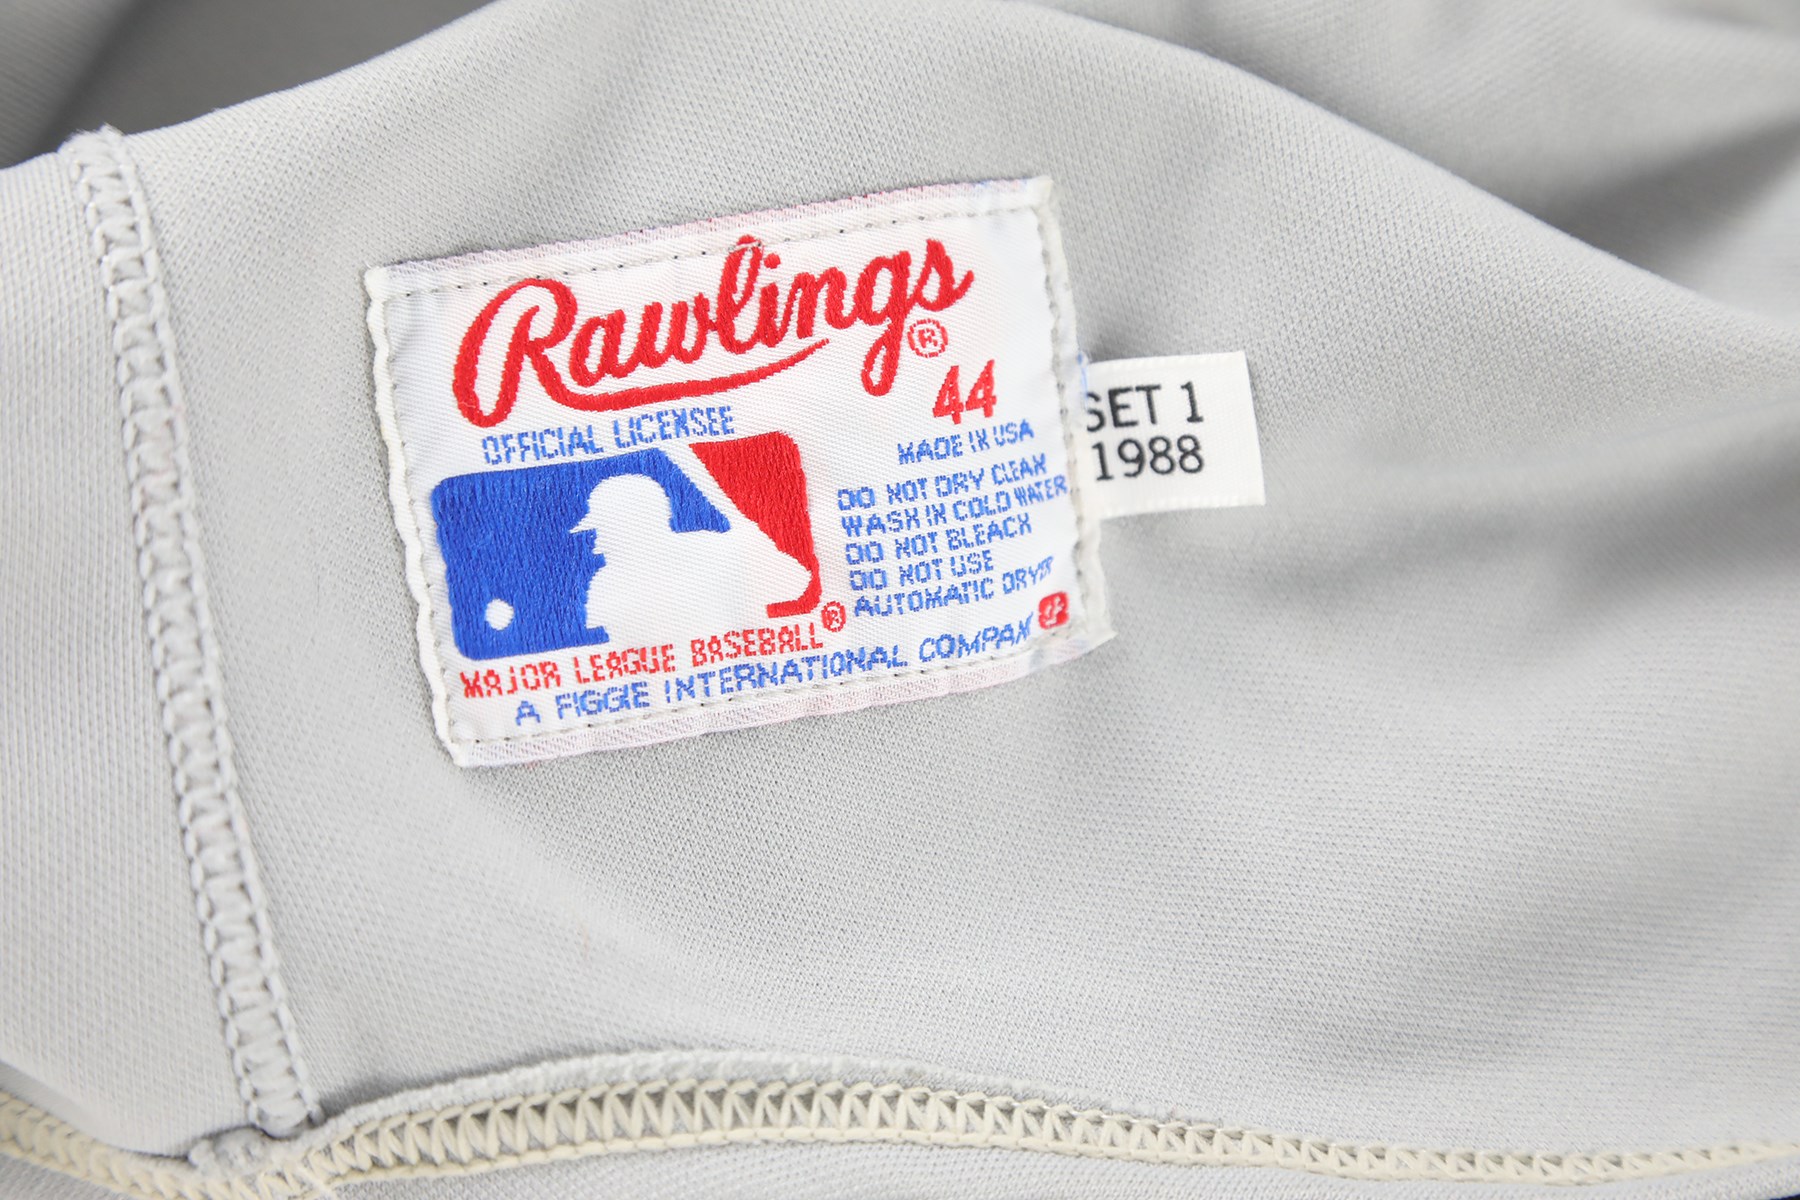 Rawlings®
44
OFFICIAL LICENSEE
MADE IN USA
DO NOT DRY CLEAN
WASH IN COLD WATER
DO NOT BLEACH
DO NOT USE
AUTOMATIC DRYER
MAJOR LEAGUE BASEBALL®
A FIGGIE INTERNATIONAL COMPANY
SET 1
1988